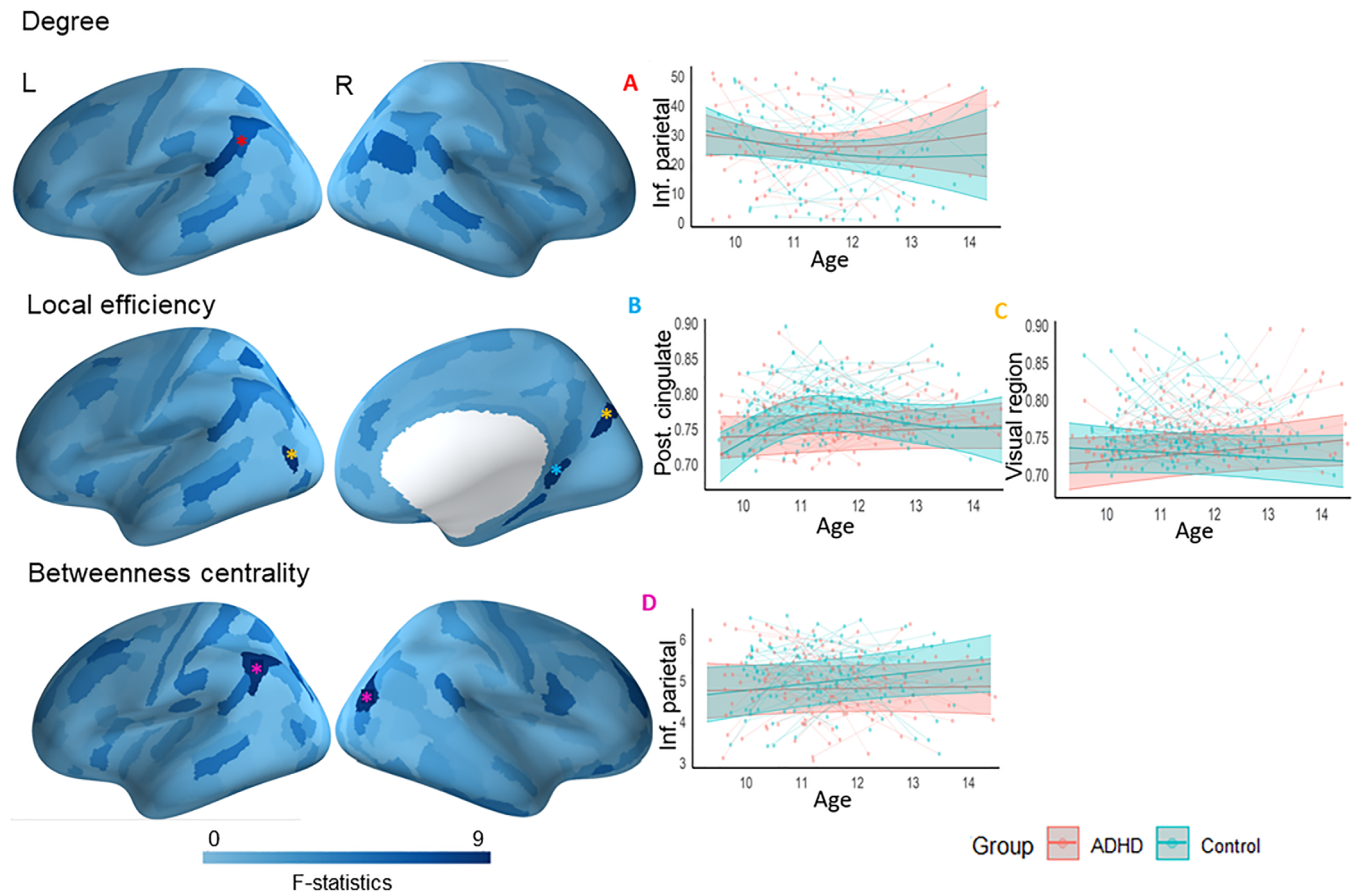 Degree
L
R
A
Inf. parietal
50
40
30
20
10
0
10 11 12 13 14
Age
Local efficiency
B
Post. cingulate
0.90
0.85
0.80
0.75
0.70
10 11 12 13 14
Age
C
Visual region
0.90
0.85
0.80
0.75
0.70
10 11 12 13 14
Age
Betweenness centrality
D
Inf. parietal
6
5
4
3
10 11 12 13 14
Age
0 9
F-statistics
Group ADHD Control